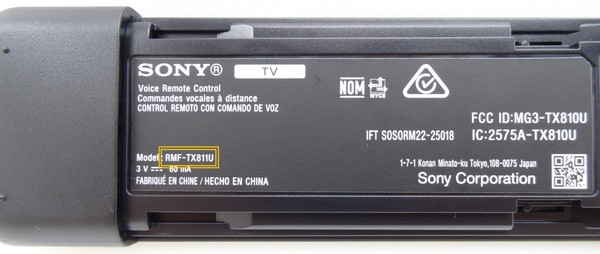 SONY®
TV
Voice Remote Control
Commandes vocales à distance
CONTROL REMOTO CON COMANDO DE VOZ
NOM
NYCE
FCC ID:MG3-TX810U
IFT SOSORM22-25018
IC:2575A-TX810U
Model: RMF-TX811U
3 V ⎓ 60 mA
FABRIQUÉ EN CHINE / HECHO EN CHINA
1-7-1 Konan Minato-ku Tokyo,108-0075 Japan
Sony Corporation